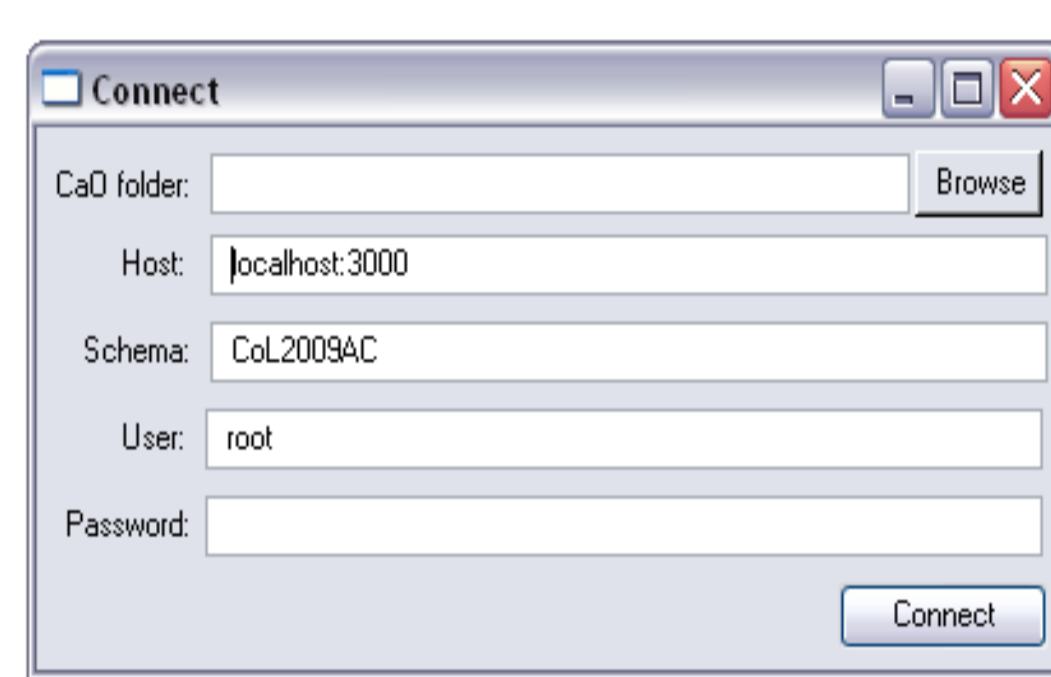 Connect
CaO folder: Browse
Host: localhost:3000
Schema: CoL2009AC
User: root
Password:
Connect